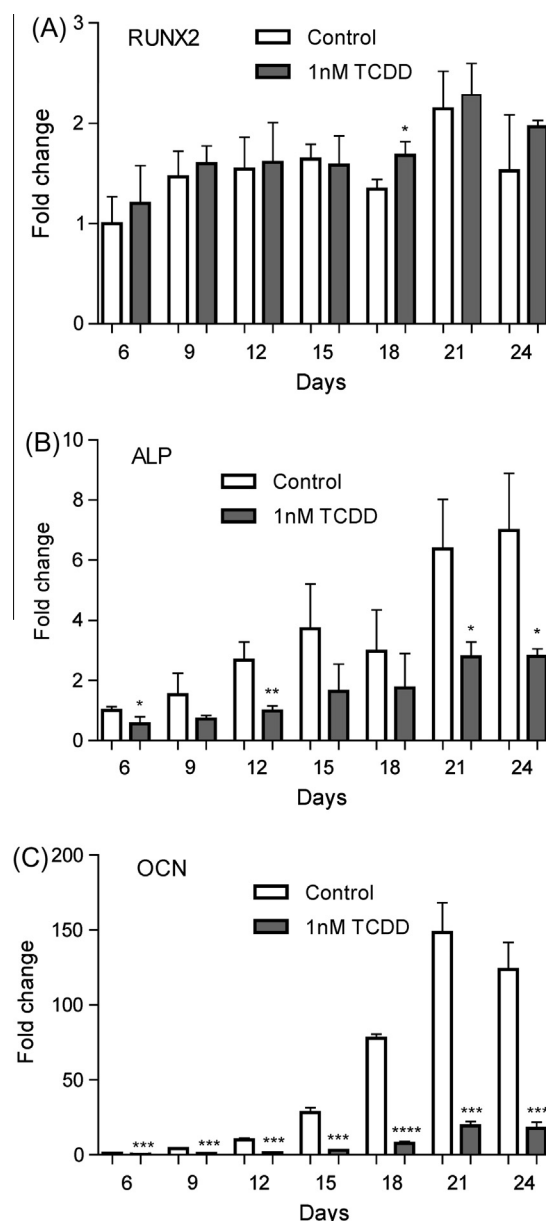 (A) RUNX2
Control
1nM TCDD
Fold change
3
2
1
0
*
6 9 12 15 18 21 24
Days
(B) ALP
Control
1nM TCDD
Fold change
10
8
6
4
2
0
* ** * *
6 9 12 15 18 21 24
Days
(C) OCN
Control
1nM TCDD
Fold change
200
150
100
50
0
*** *** *** *** **** *** ***
6 9 12 15 18 21 24
Days